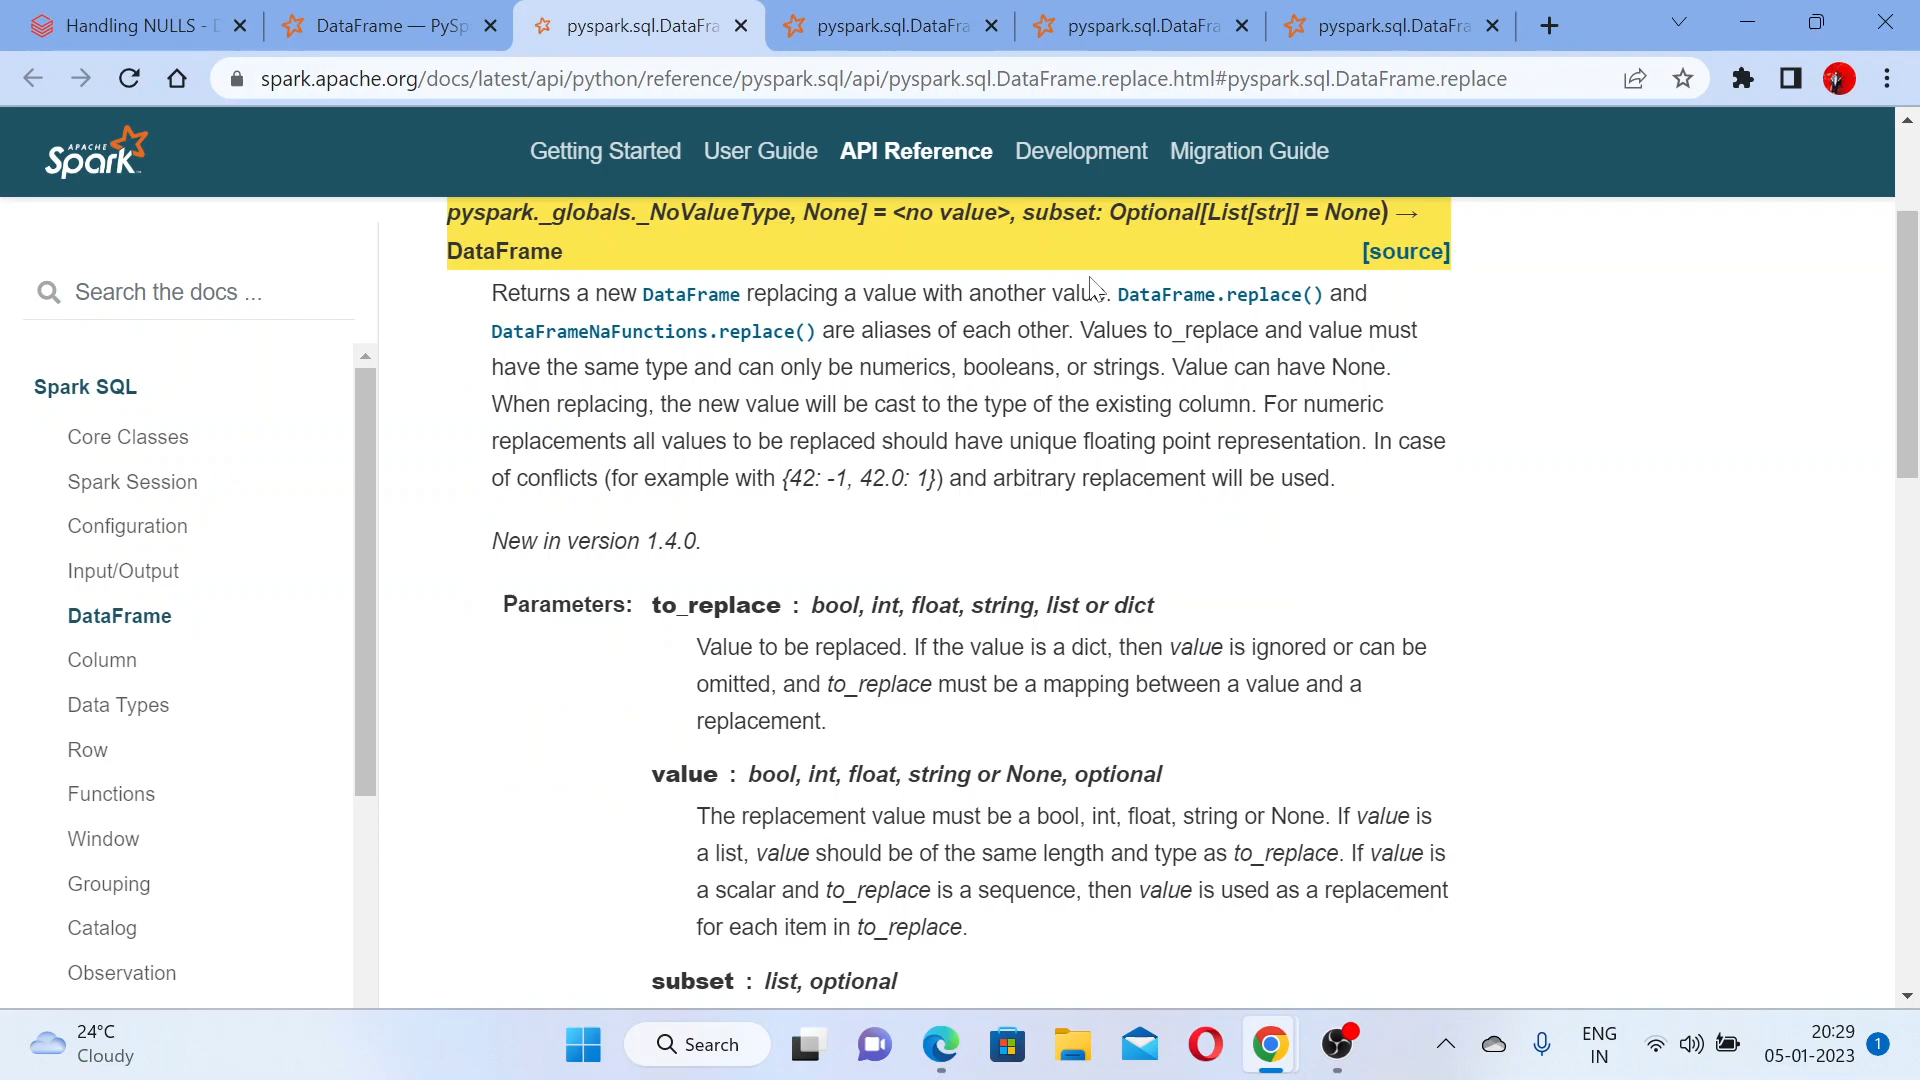 Handling NULLS - D
DataFrame — PySp
pyspark.sql.DataFra
pyspark.sql.DataFra
pyspark.sql.DataFra
pyspark.sql.DataFra
spark.apache.org/docs/latest/api/python/reference/pyspark.sql/api/pyspark.sql.DataFrame.replace.html#pyspark.sql.DataFrame.replace
APACHE
Spark
Getting Started User Guide API Reference Development Migration Guide
Search the docs ...
Spark SQL
Core Classes
Spark Session
Configuration
Input/Output
DataFrame
Column
Data Types
Row
Functions
Window
Grouping
Catalog
Observation
pyspark._globals._NoValueType, None] = <no value>, subset: Optional[List[str]] = None) →
DataFrame [source]
Returns a new DataFrame replacing a value with another value. DataFrame.replace() and
DataFrameNaFunctions.replace() are aliases of each other. Values to_replace and value must
have the same type and can only be numerics, booleans, or strings. Value can have None.
When replacing, the new value will be cast to the type of the existing column. For numeric
replacements all values to be replaced should have unique floating point representation. In case
of conflicts (for example with {42: -1, 42.0: 1}) and arbitrary replacement will be used.
New in version 1.4.0.
Parameters: to_replace : bool, int, float, string, list or dict
Value to be replaced. If the value is a dict, then value is ignored or can be
omitted, and to_replace must be a mapping between a value and a
replacement.
value : bool, int, float, string or None, optional
The replacement value must be a bool, int, float, string or None. If value is
a list, value should be of the same length and type as to_replace. If value is
a scalar and to_replace is a sequence, then value is used as a replacement
for each item in to_replace.
subset : list, optional
24°C
Cloudy
Search
ENG
IN
20:29
05-01-2023
1